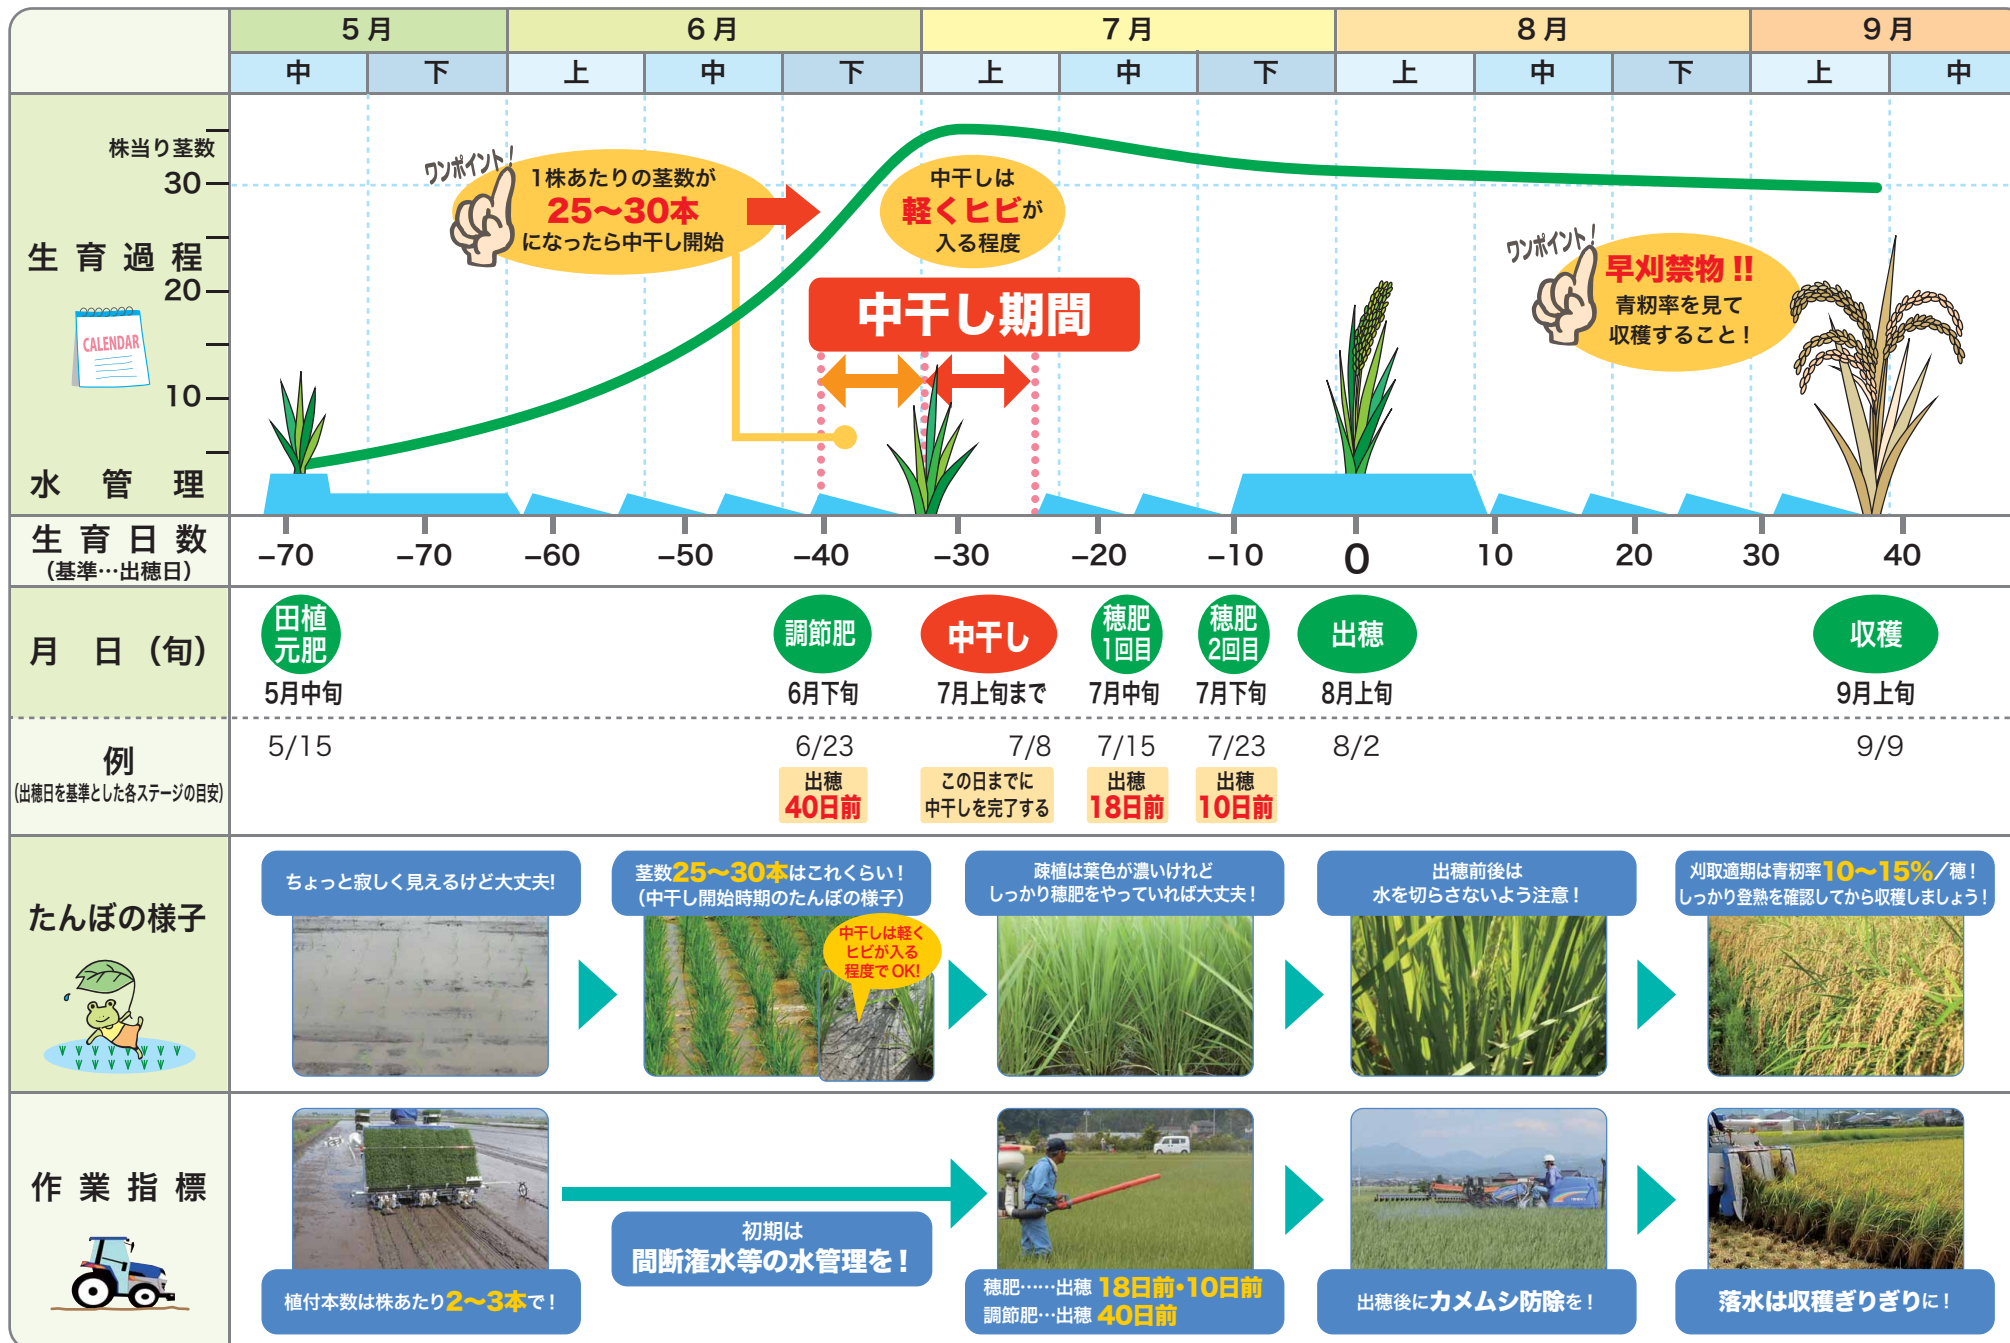 5月 6月 7月 8月 9月
中 下 上 中 下 上 中 下 上 中 下 上 中
株当り茎数
30
20
10
生育過程
CALENDAR
水管理
ワンポイント！
1株あたりの茎数が
25〜30本
になったら中干し開始
中干しは
軽くヒビが
入る程度
中干し期間
ワンポイント！
早刈禁物!!
青籾率を見て
収穫すること！
生育日数
（基準…出穂日）
−70 −70 −60 −50 −40 −30 −20 −10 0 10 20 30 40
月 日（旬）
田植
元肥
5月中旬
調節肥
6月下旬
中干し
7月上旬まで
穂肥
1回目
7月中旬
穂肥
2回目
7月下旬
出穂
8月上旬
収穫
9月上旬
例
（出穂日を基準とした各ステージの目安）
5/15 6/23 7/8 7/15 7/23 8/2 9/9
出穂
40日前
この日までに
中干しを完了する
出穂
18日前
出穂
10日前
たんぼの様子
ちょっと寂しく見えるけど大丈夫!
茎数25〜30本はこれくらい！
（中干し開始時期のたんぼの様子）
中干しは軽く
ヒビが入る
程度でOK!
疎植は葉色が濃いけれど
しっかり穂肥をやっていれば大丈夫！
出穂前後は
水を切らさないよう注意！
刈取適期は青籾率10〜15%／穂！
しっかり登熟を確認してから収穫しましょう！
作業指標
植付本数は株あたり2〜3本で！
初期は
間断潅水等の水管理を！
穂肥……出穂 18日前・10日前
調節肥…出穂 40日前
出穂後にカメムシ防除を！
落水は収穫ぎりぎりに！